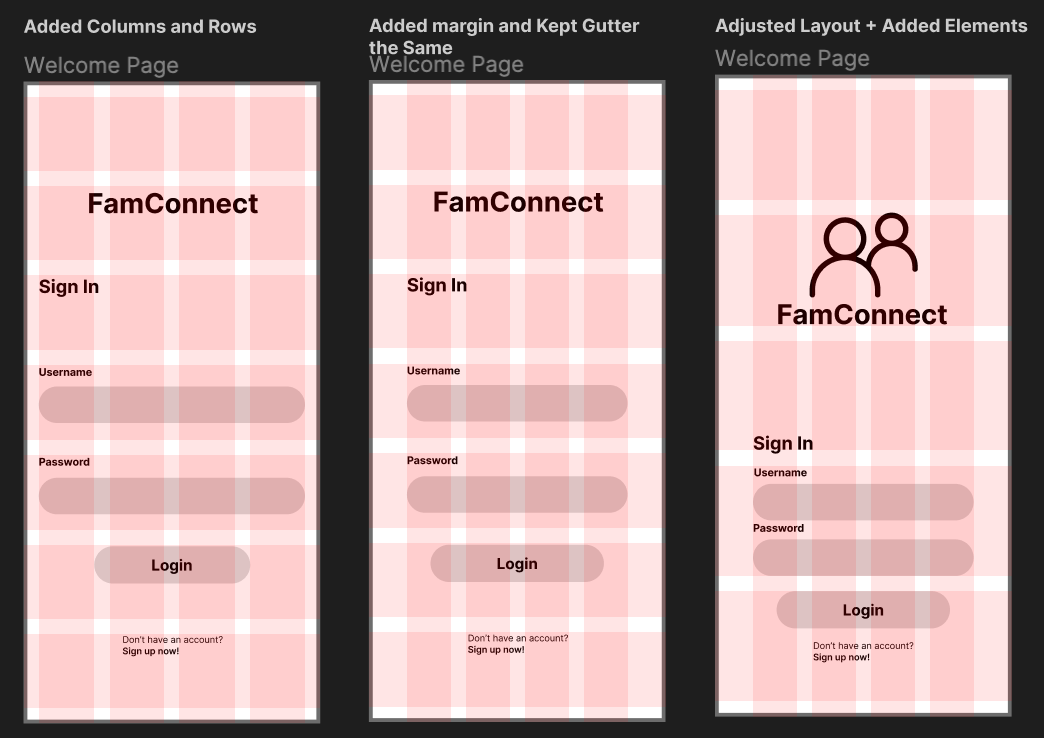 Added Columns and Rows
Welcome Page
FamConnect
Sign In
Username
Password
Login
Don't have an account?
Sign up now!
Added margin and Kept Gutter
the Same
Welcome Page
FamConnect
Sign In
Username
Password
Login
Don't have an account?
Sign up now!
Adjusted Layout + Added Elements
Welcome Page
FamConnect
Sign In
Username
Password
Login
Don't have an account?
Sign up now!